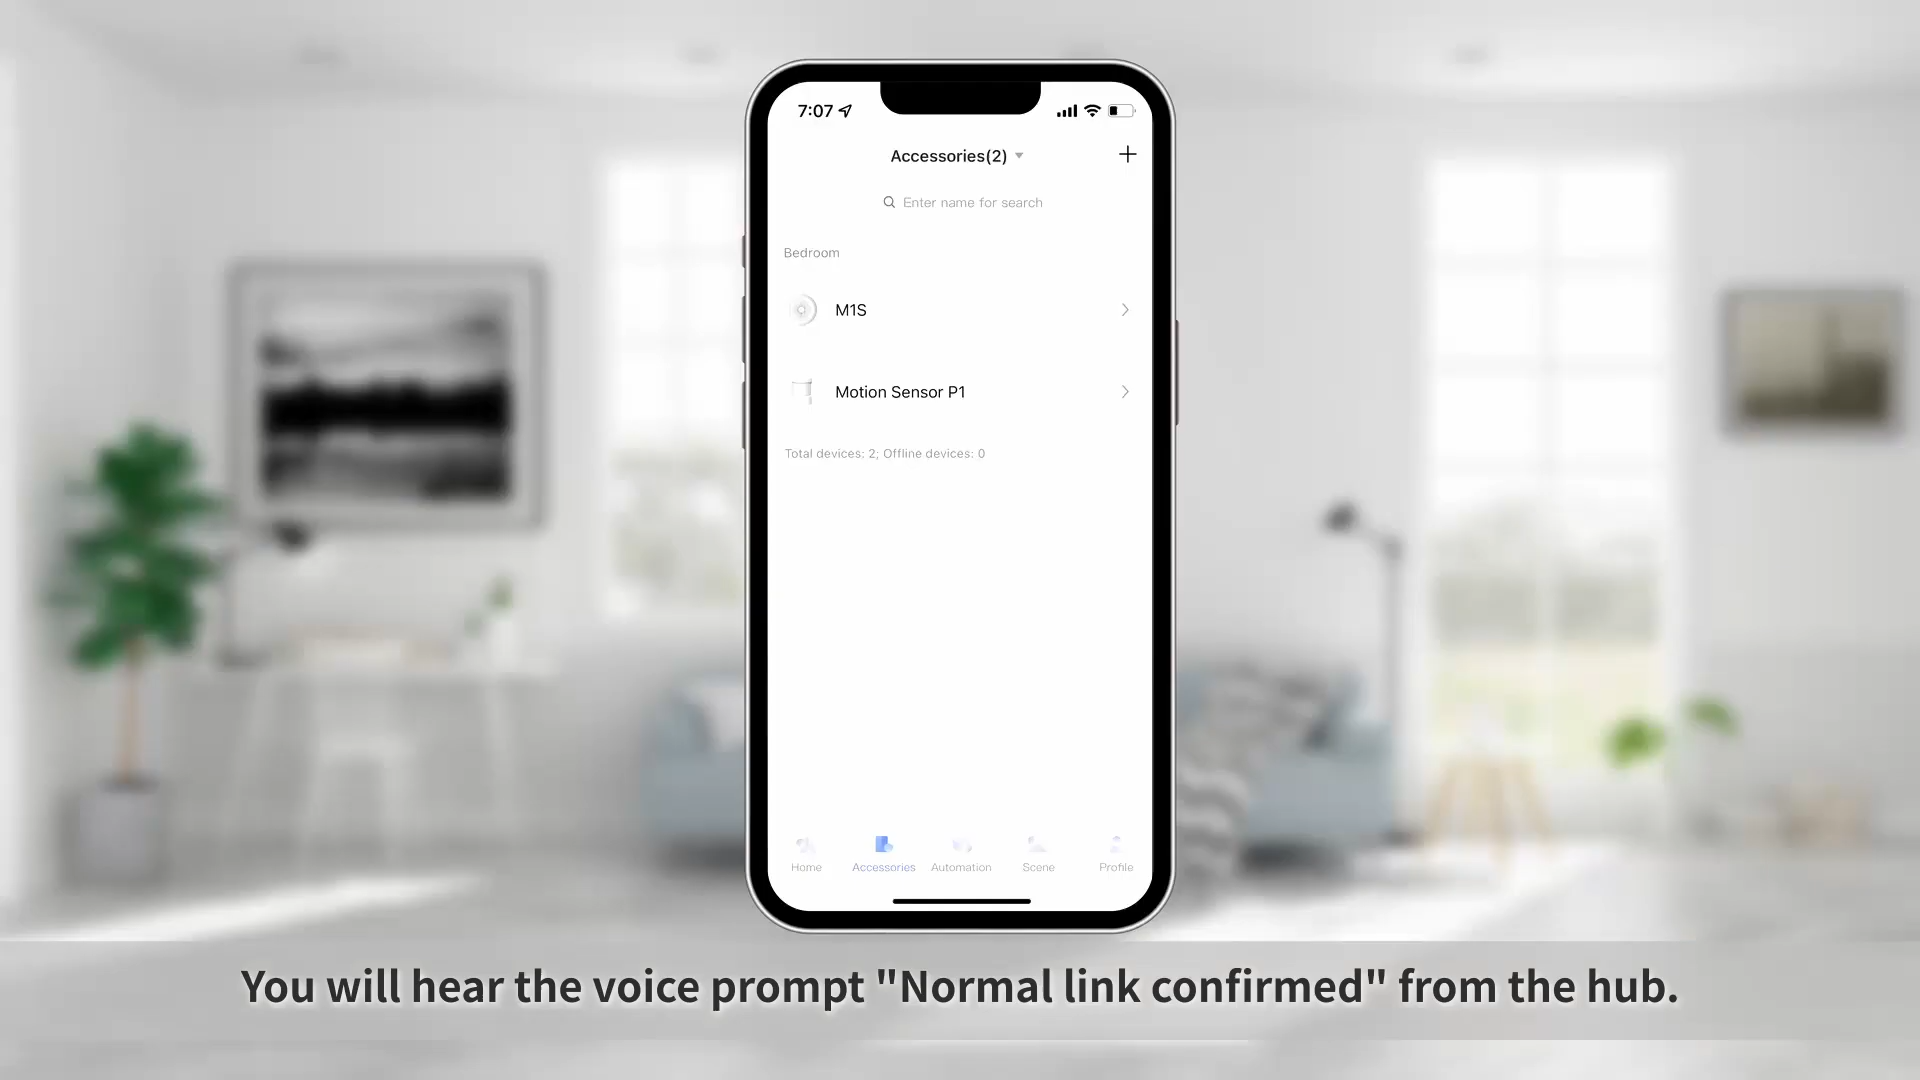 7:07
Accessories(2)
Enter name for search
Bedroom
M1S
Motion Sensor P1
Total devices: 2; Offline devices: 0
Home
Accessories
Automation
Scene
Profile
You will hear the voice prompt "Normal link confirmed" from the hub.